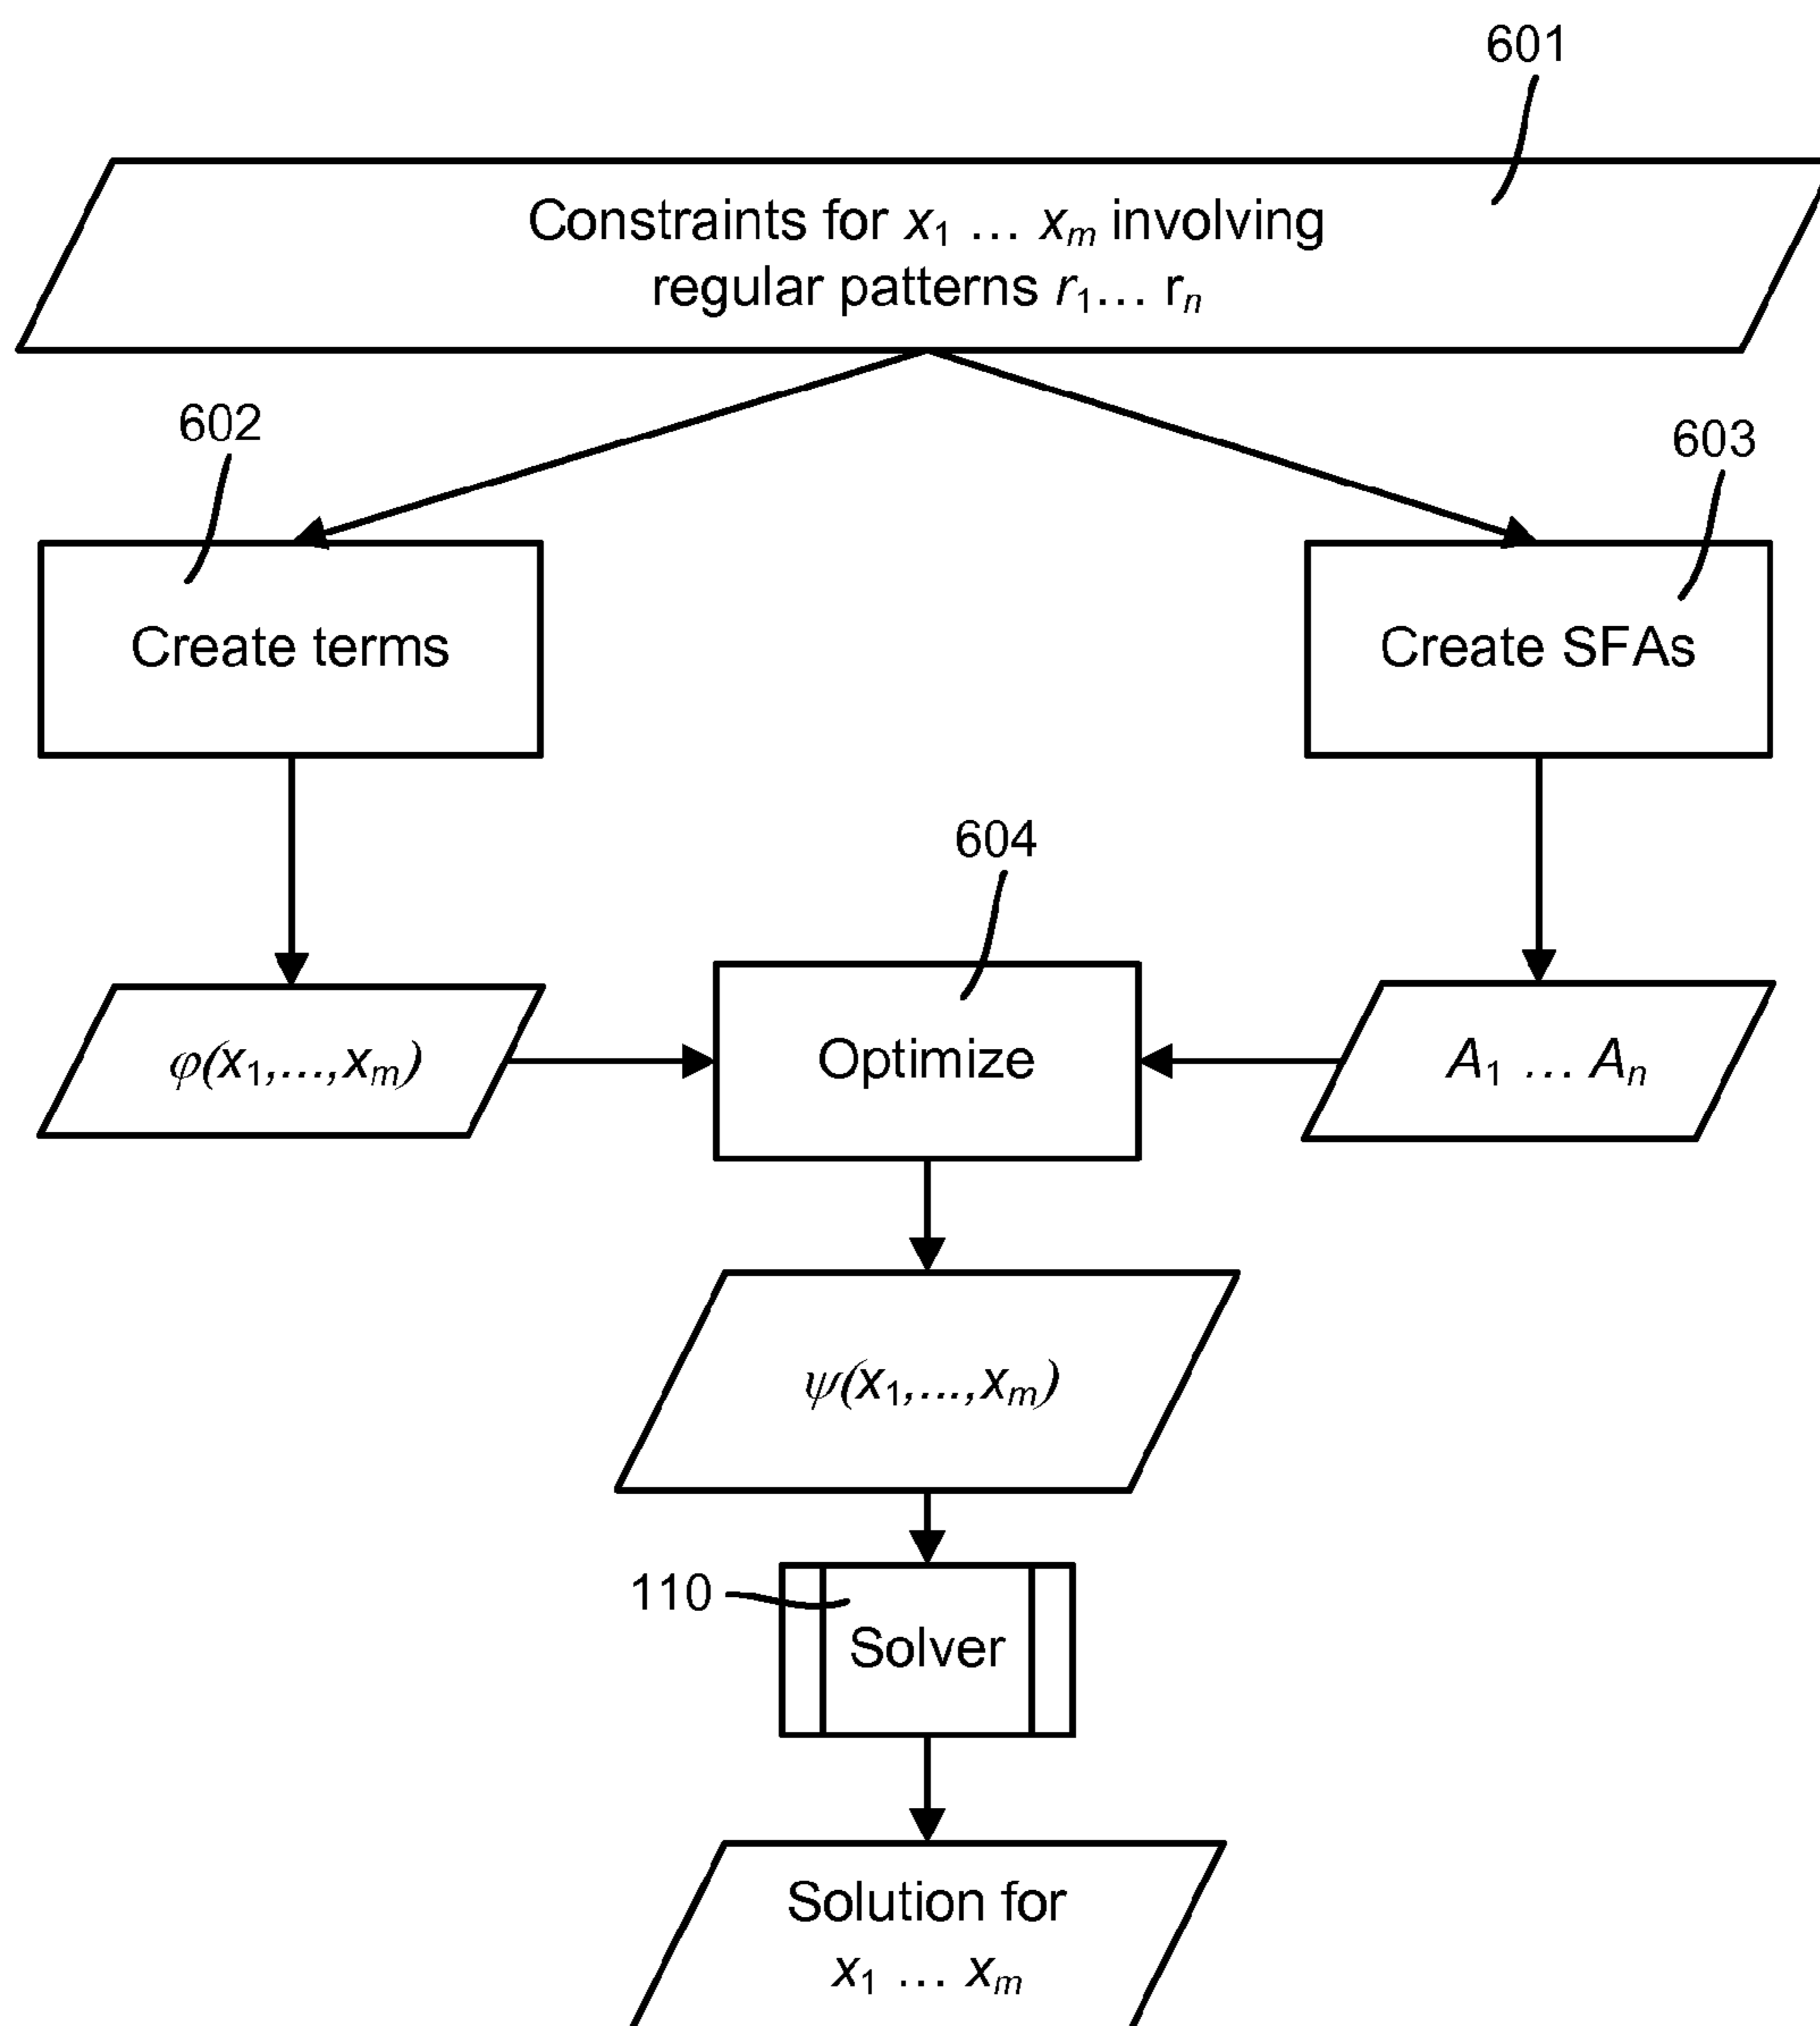 601
Constraints for x₁ ... xₘ involving
regular patterns r₁... rₙ
602
603
Create terms
Create SFAs
604
φ(x₁,...,xₘ)
Optimize
A₁ ... Aₙ
ψ(x₁,...,xₘ)
110
Solver
Solution for
x₁ ... xₘ